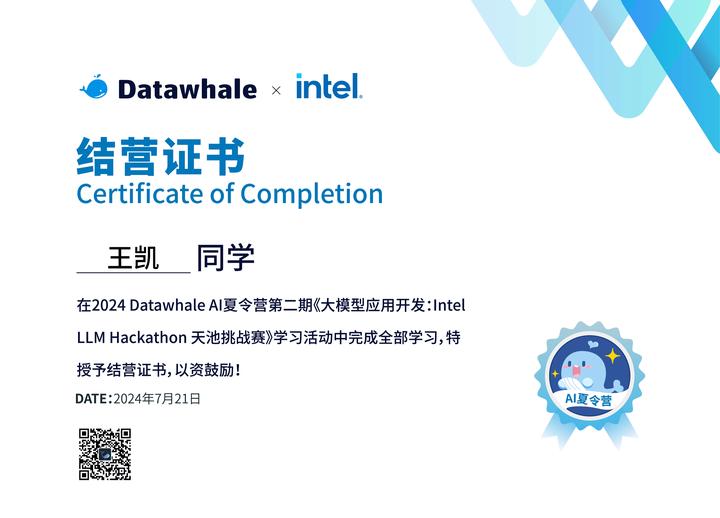 Datawhale × intel.
结营证书
Certificate of Completion
王凯 同学
在2024 Datawhale AI夏令营第二期《大模型应用开发：Intel
LLM Hackathon 天池挑战赛》学习活动中完成全部学习，特
授予结营证书，以资鼓励！
DATE：2024年7月21日
AI夏令营